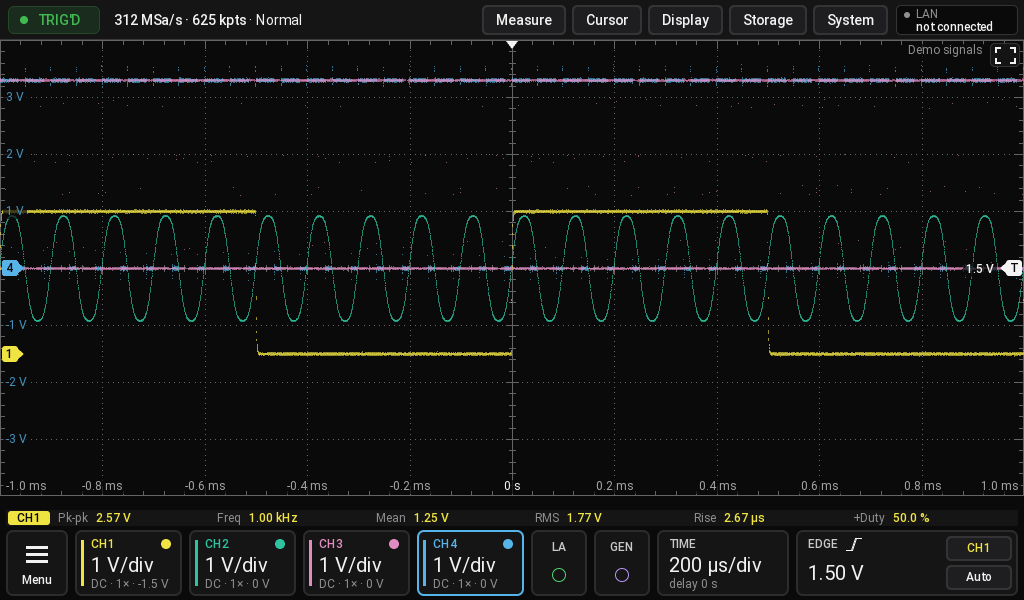 TRIG'D
312 MSa/s · 625 kpts · Normal
Measure
Cursor
Display
Storage
System
LAN
not connected
Demo signals
3 V
2 V
1 V
4
1.5 V
T
-1 V
1
-2 V
-3 V
-1.0 ms
-0.8 ms
-0.6 ms
-0.4 ms
-0.2 ms
0 s
0.2 ms
0.4 ms
0.6 ms
0.8 ms
1.0 ms
CH1
Pk-pk 2.57 V
Freq 1.00 kHz
Mean 1.25 V
RMS 1.77 V
Rise 2.67 µs
+Duty 50.0 %
Menu
CH1
1 V/div
DC · 1× · -1.5 V
CH2
1 V/div
DC · 1× · 0 V
CH3
1 V/div
DC · 1× · 0 V
CH4
1 V/div
DC · 1× · 0 V
LA
GEN
TIME
200 µs/div
delay 0 s
EDGE
1.50 V
CH1
Auto